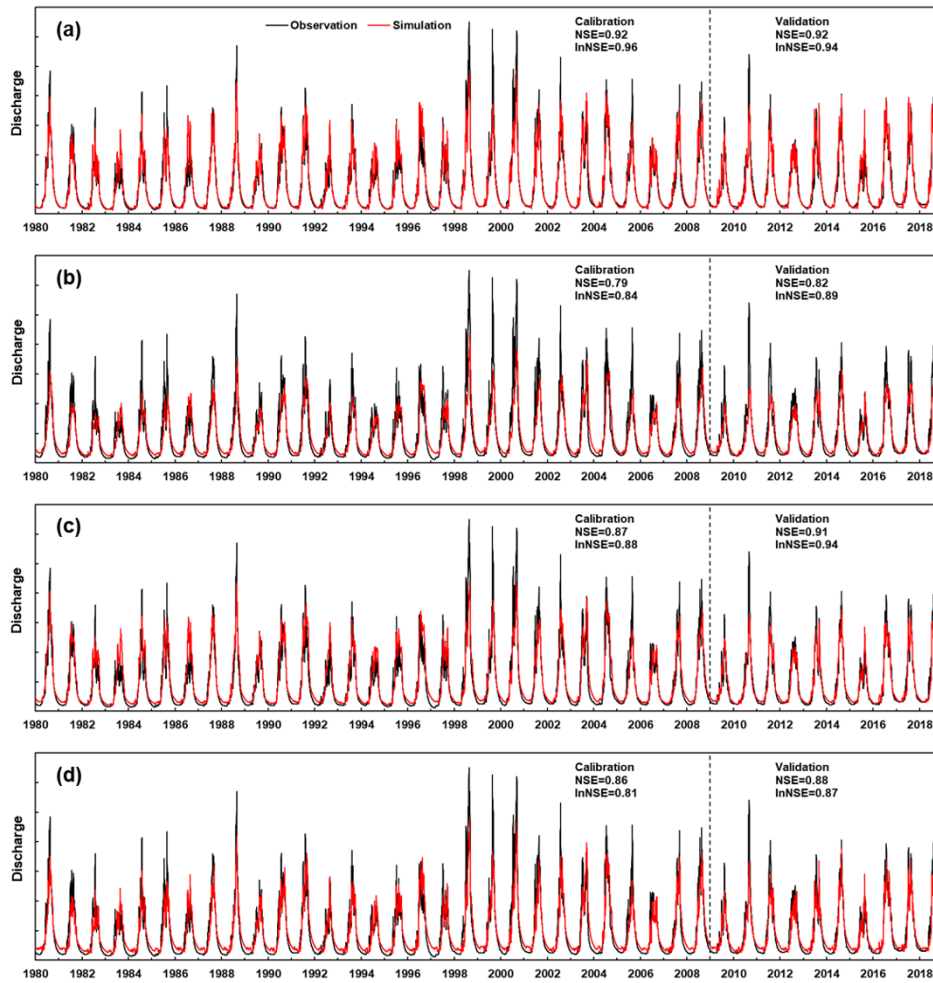 (a)
Observation Simulation
Calibration
NSE=0.92
lnNSE=0.96
Validation
NSE=0.92
lnNSE=0.94
Discharge
1980 1982 1984 1986 1988 1990 1992 1994 1996 1998 2000 2002 2004 2006 2008 2010 2012 2014 2016 2018
(b)
Calibration
NSE=0.79
lnNSE=0.84
Validation
NSE=0.82
lnNSE=0.89
Discharge
1980 1982 1984 1986 1988 1990 1992 1994 1996 1998 2000 2002 2004 2006 2008 2010 2012 2014 2016 2018
(c)
Calibration
NSE=0.87
lnNSE=0.88
Validation
NSE=0.91
lnNSE=0.94
Discharge
1980 1982 1984 1986 1988 1990 1992 1994 1996 1998 2000 2002 2004 2006 2008 2010 2012 2014 2016 2018
(d)
Calibration
NSE=0.86
lnNSE=0.81
Validation
NSE=0.88
lnNSE=0.87
Discharge
1980 1982 1984 1986 1988 1990 1992 1994 1996 1998 2000 2002 2004 2006 2008 2010 2012 2014 2016 2018